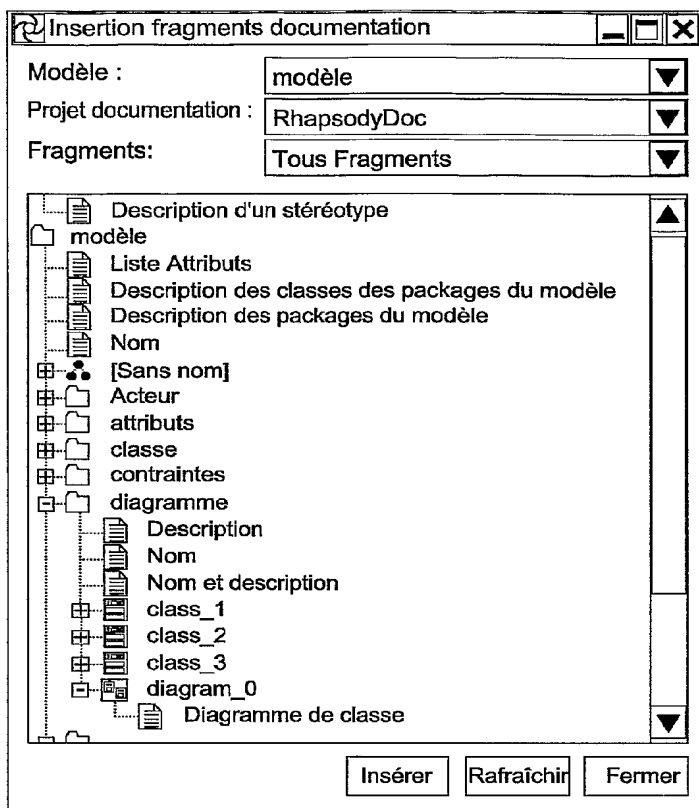 Insertion fragments documentation
Modèle :
modèle
Projet documentation :
RhapsodyDoc
Fragments:
Tous Fragments
Description d'un stéréotype
modèle
Liste Attributs
Description des classes des packages du modèle
Description des packages du modèle
Nom
[Sans nom]
Acteur
attributs
classe
contraintes
diagramme
Description
Nom
Nom et description
class_1
class_2
class_3
diagram_0
Diagramme de classe
Insérer
Rafraîchir
Fermer